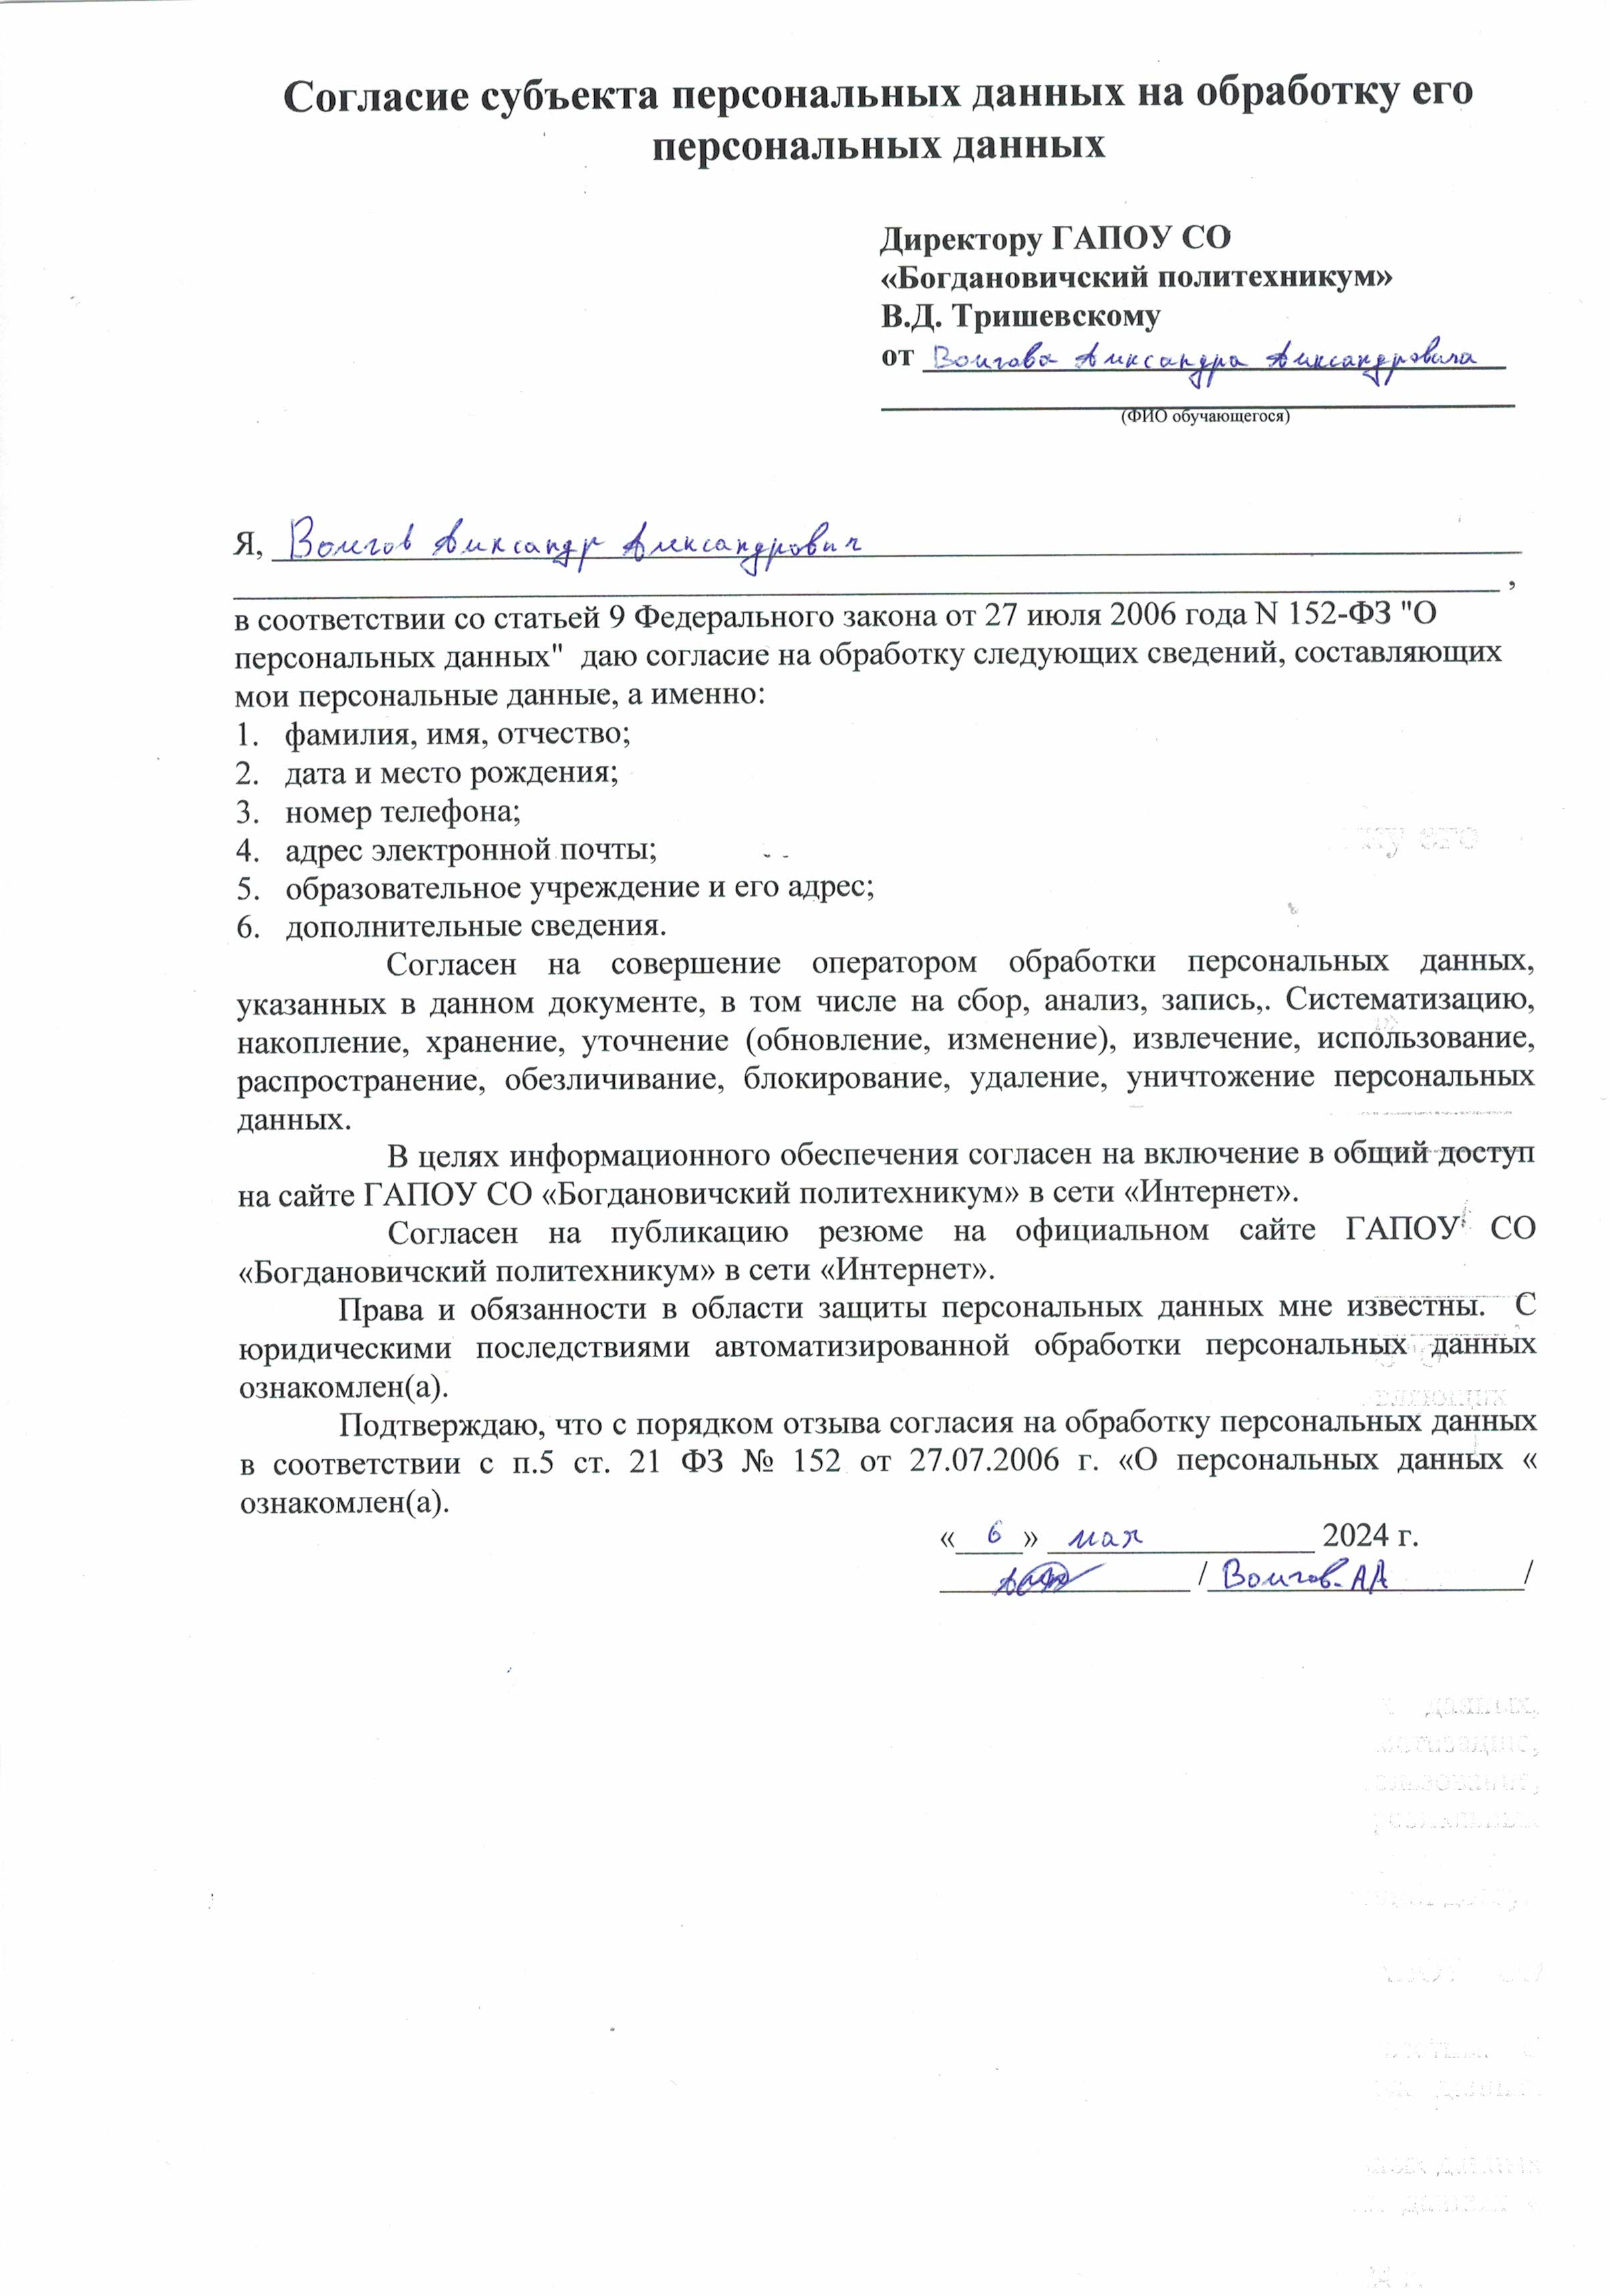 Согласие субъекта персональных данных на обработку его
персональных данных
Директору ГАПОУ СО
«Богдановичский политехникум»
В.Д. Тришевскому
от Волгова Александра Александровича
(ФИО обучающегося)
Я, Волгов Александр Александрович
,
в соответствии со статьей 9 Федерального закона от 27 июля 2006 года N 152-ФЗ "О
персональных данных" даю согласие на обработку следующих сведений, составляющих
мои персональные данные, а именно:
1. фамилия, имя, отчество;
2. дата и место рождения;
3. номер телефона;
4. адрес электронной почты;
5. образовательное учреждение и его адрес;
6. дополнительные сведения.
Согласен на совершение оператором обработки персональных данных,
указанных в данном документе, в том числе на сбор, анализ, запись,. Систематизацию,
накопление, хранение, уточнение (обновление, изменение), извлечение, использование,
распространение, обезличивание, блокирование, удаление, уничтожение персональных
данных.
В целях информационного обеспечения согласен на включение в общий доступ
на сайте ГАПОУ СО «Богдановичский политехникум» в сети «Интернет».
Согласен на публикацию резюме на официальном сайте ГАПОУ СО
«Богдановичский политехникум» в сети «Интернет».
Права и обязанности в области защиты персональных данных мне известны. С
юридическими последствиями автоматизированной обработки персональных данных
ознакомлен(а).
Подтверждаю, что с порядком отзыва согласия на обработку персональных данных
в соответствии с п.5 ст. 21 ФЗ № 152 от 27.07.2006 г. «О персональных данных «
ознакомлен(а).
« 6 » мая 2024 г.
/ Волгов. АА /